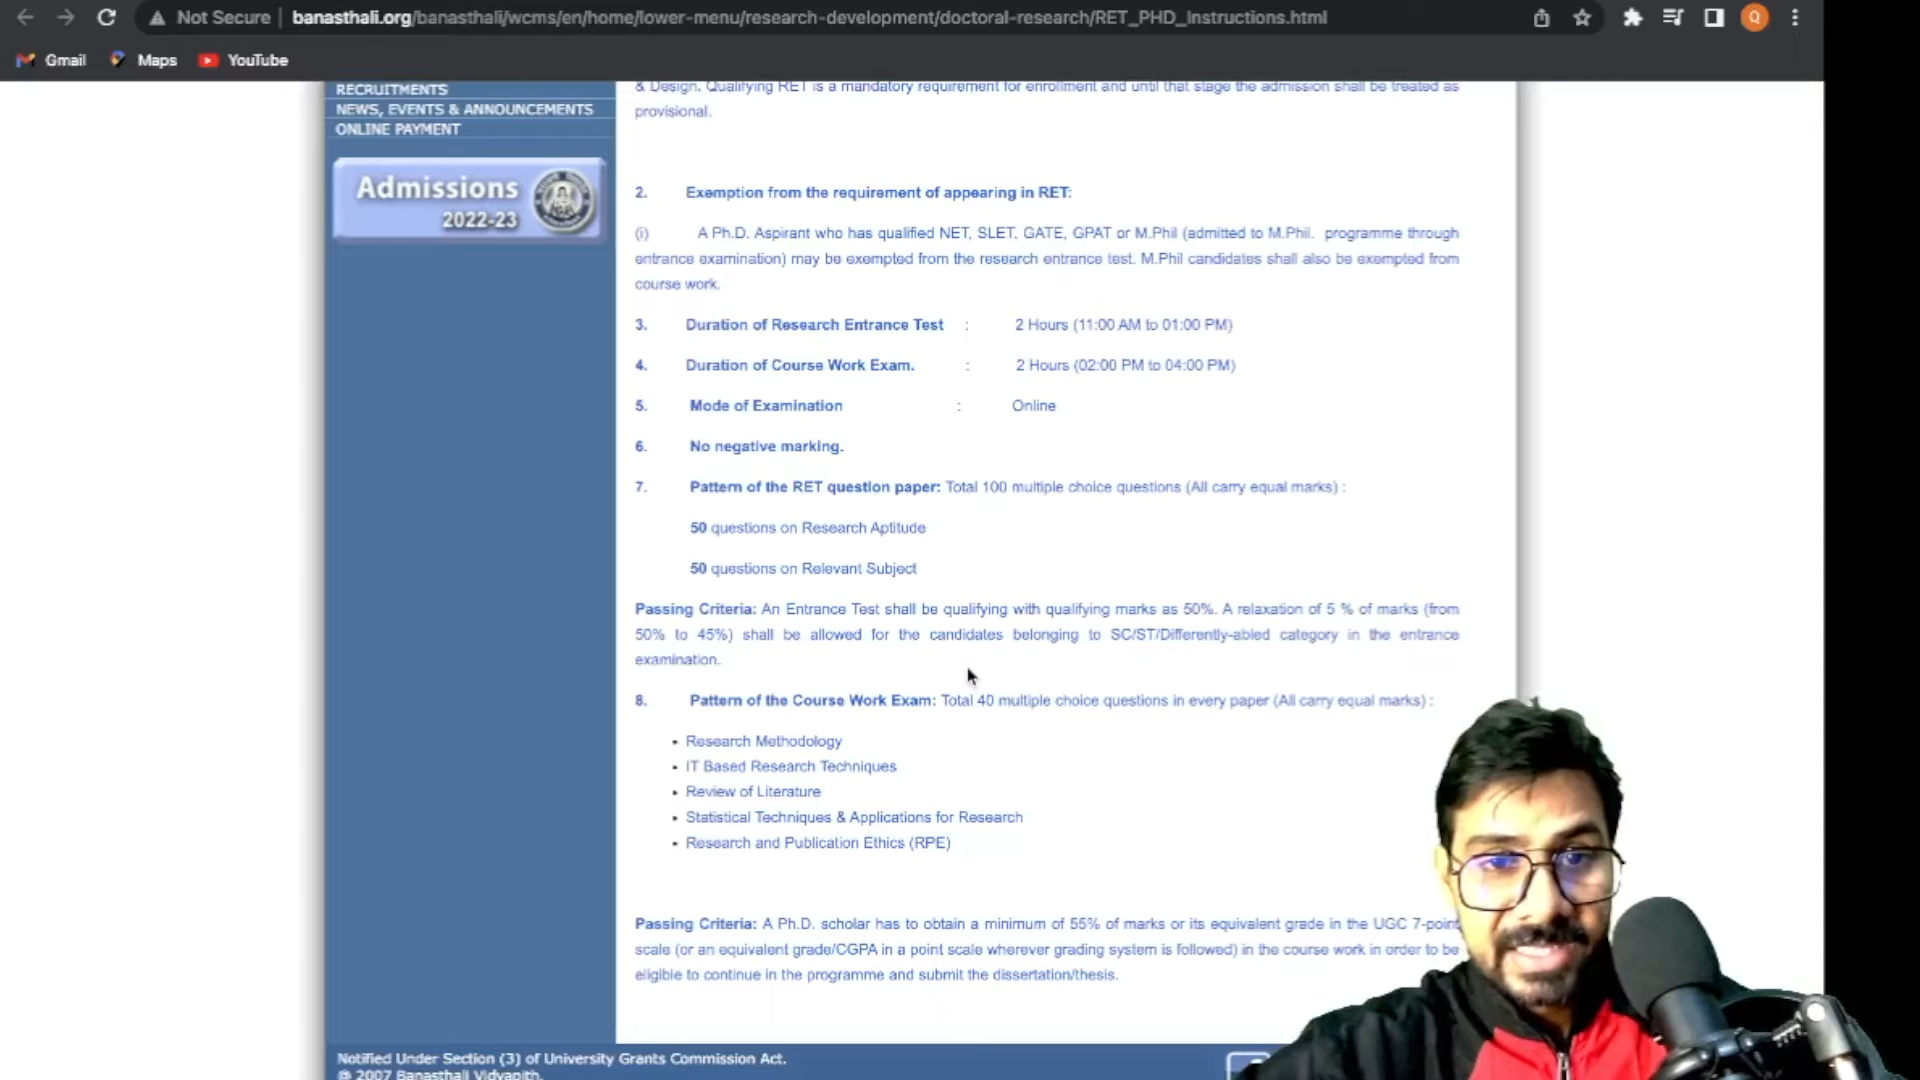 Not Secure | banasthali.org/banasthali/wcms/en/home/lower-menu/research-development/doctoral-research/RET_PHD_Instructions.html
Q
Gmail Maps YouTube
RECRUITMENTS
NEWS, EVENTS & ANNOUNCEMENTS
ONLINE PAYMENT
Admissions
2022-23
& Design. Qualifying RET is a mandatory requirement for enrollment and until that stage the admission shall be treated as
provisional.
2. Exemption from the requirement of appearing in RET:
(i) A Ph.D. Aspirant who has qualified NET, SLET, GATE, GPAT or M.Phil (admitted to M.Phil. programme through
entrance examination) may be exempted from the research entrance test. M.Phil candidates shall also be exempted from
course work.
3. Duration of Research Entrance Test : 2 Hours (11:00 AM to 01:00 PM)
4. Duration of Course Work Exam. : 2 Hours (02:00 PM to 04:00 PM)
5. Mode of Examination : Online
6. No negative marking.
7. Pattern of the RET question paper: Total 100 multiple choice questions (All carry equal marks) :
50 questions on Research Aptitude
50 questions on Relevant Subject
Passing Criteria: An Entrance Test shall be qualifying with qualifying marks as 50%. A relaxation of 5 % of marks (from
50% to 45%) shall be allowed for the candidates belonging to SC/ST/Differently-abled category in the entrance
examination.
8. Pattern of the Course Work Exam: Total 40 multiple choice questions in every paper (All carry equal marks) :
• Research Methodology
• IT Based Research Techniques
• Review of Literature
• Statistical Techniques & Applications for Research
• Research and Publication Ethics (RPE)
Passing Criteria: A Ph.D. scholar has to obtain a minimum of 55% of marks or its equivalent grade in the UGC 7-point
scale (or an equivalent grade/CGPA in a point scale wherever grading system is followed) in the course work in order to be
eligible to continue in the programme and submit the dissertation/thesis.
Notified Under Section (3) of University Grants Commission Act.
@ 2007 Banasthali Vidyapith.